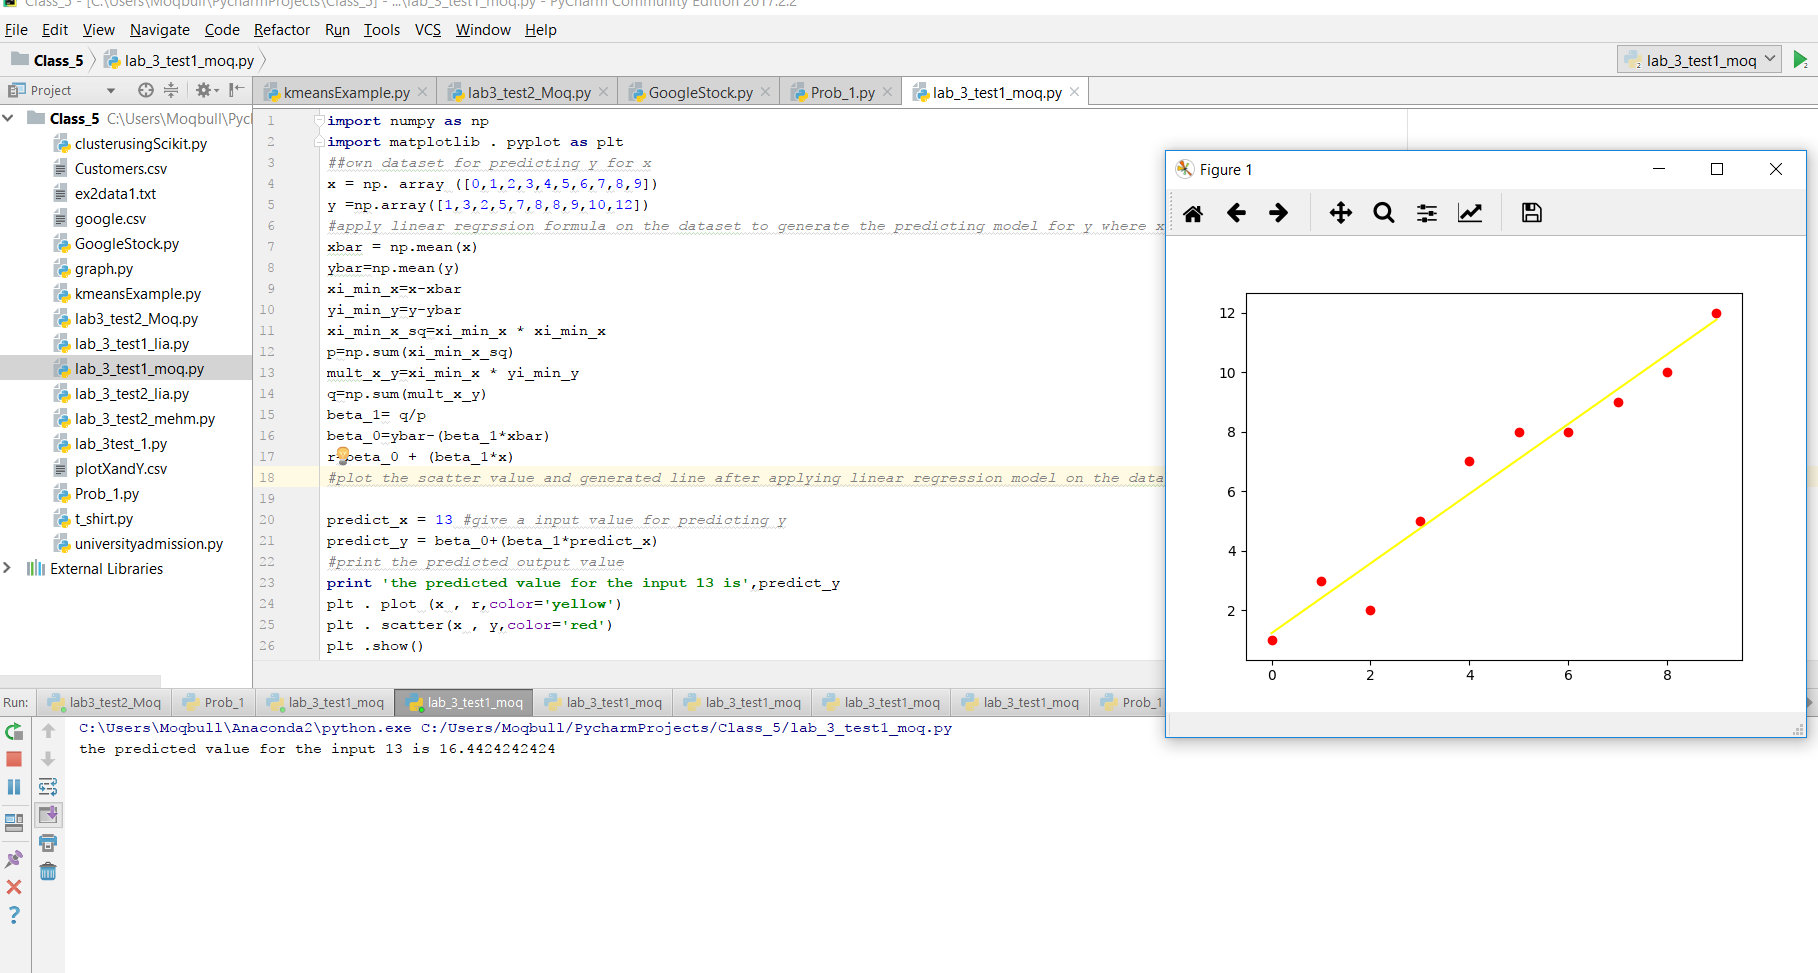 Class_5 - [C:\Users\Moqbull\PycharmProjects\Class_5] - ...\lab_3_test1_moq.py - PyCharm Community Edition 2017.2.2
File Edit View Navigate Code Refactor Run Tools VCS Window Help
Class_5 lab_3_test1_moq.py lab_3_test1_moq
Project kmeansExample.py lab3_test2_Moq.py GoogleStock.py Prob_1.py lab_3_test1_moq.py
Class_5 C:\Users\Moqbull\Pycl
clusterusingScikit.py
Customers.csv
ex2data1.txt
google.csv
GoogleStock.py
graph.py
kmeansExample.py
lab3_test2_Moq.py
lab_3_test1_lia.py
lab_3_test1_moq.py
lab_3_test2_lia.py
lab_3_test2_mehm.py
lab_3test_1.py
plotXandY.csv
Prob_1.py
t_shirt.py
universityadmission.py
External Libraries
1 import numpy as np
2 import matplotlib . pyplot as plt
3 ##own dataset for predicting y for x
4 x = np. array ([0,1,2,3,4,5,6,7,8,9])
5 y =np.array([1,3,2,5,7,8,8,9,10,12])
6 #apply linear regrssion formula on the dataset to generate the predicting model for y where x
7 xbar = np.mean(x)
8 ybar=np.mean(y)
9 xi_min_x=x-xbar
10 yi_min_y=y-ybar
11 xi_min_x_sq=xi_min_x * xi_min_x
12 p=np.sum(xi_min_x_sq)
13 mult_x_y=xi_min_x * yi_min_y
14 q=np.sum(mult_x_y)
15 beta_1= q/p
16 beta_0=ybar-(beta_1*xbar)
17 r=beta_0 + (beta_1*x)
18 #plot the scatter value and generated line after applying linear regression model on the data
19
20 predict_x = 13 #give a input value for predicting y
21 predict_y = beta_0+(beta_1*predict_x)
22 #print the predicted output value
23 print 'the predicted value for the input 13 is',predict_y
24 plt . plot (x , r,color='yellow')
25 plt . scatter(x , y,color='red')
26 plt .show()
Figure 1
12
10
8
6
4
2
0 2 4 6 8
Run: lab3_test2_Moq Prob_1 lab_3_test1_moq lab_3_test1_moq lab_3_test1_moq lab_3_test1_moq lab_3_test1_moq lab_3_test1_moq Prob_1
C:\Users\Moqbull\Anaconda2\python.exe C:/Users/Moqbull/PycharmProjects/Class_5/lab_3_test1_moq.py
the predicted value for the input 13 is 16.4424242424